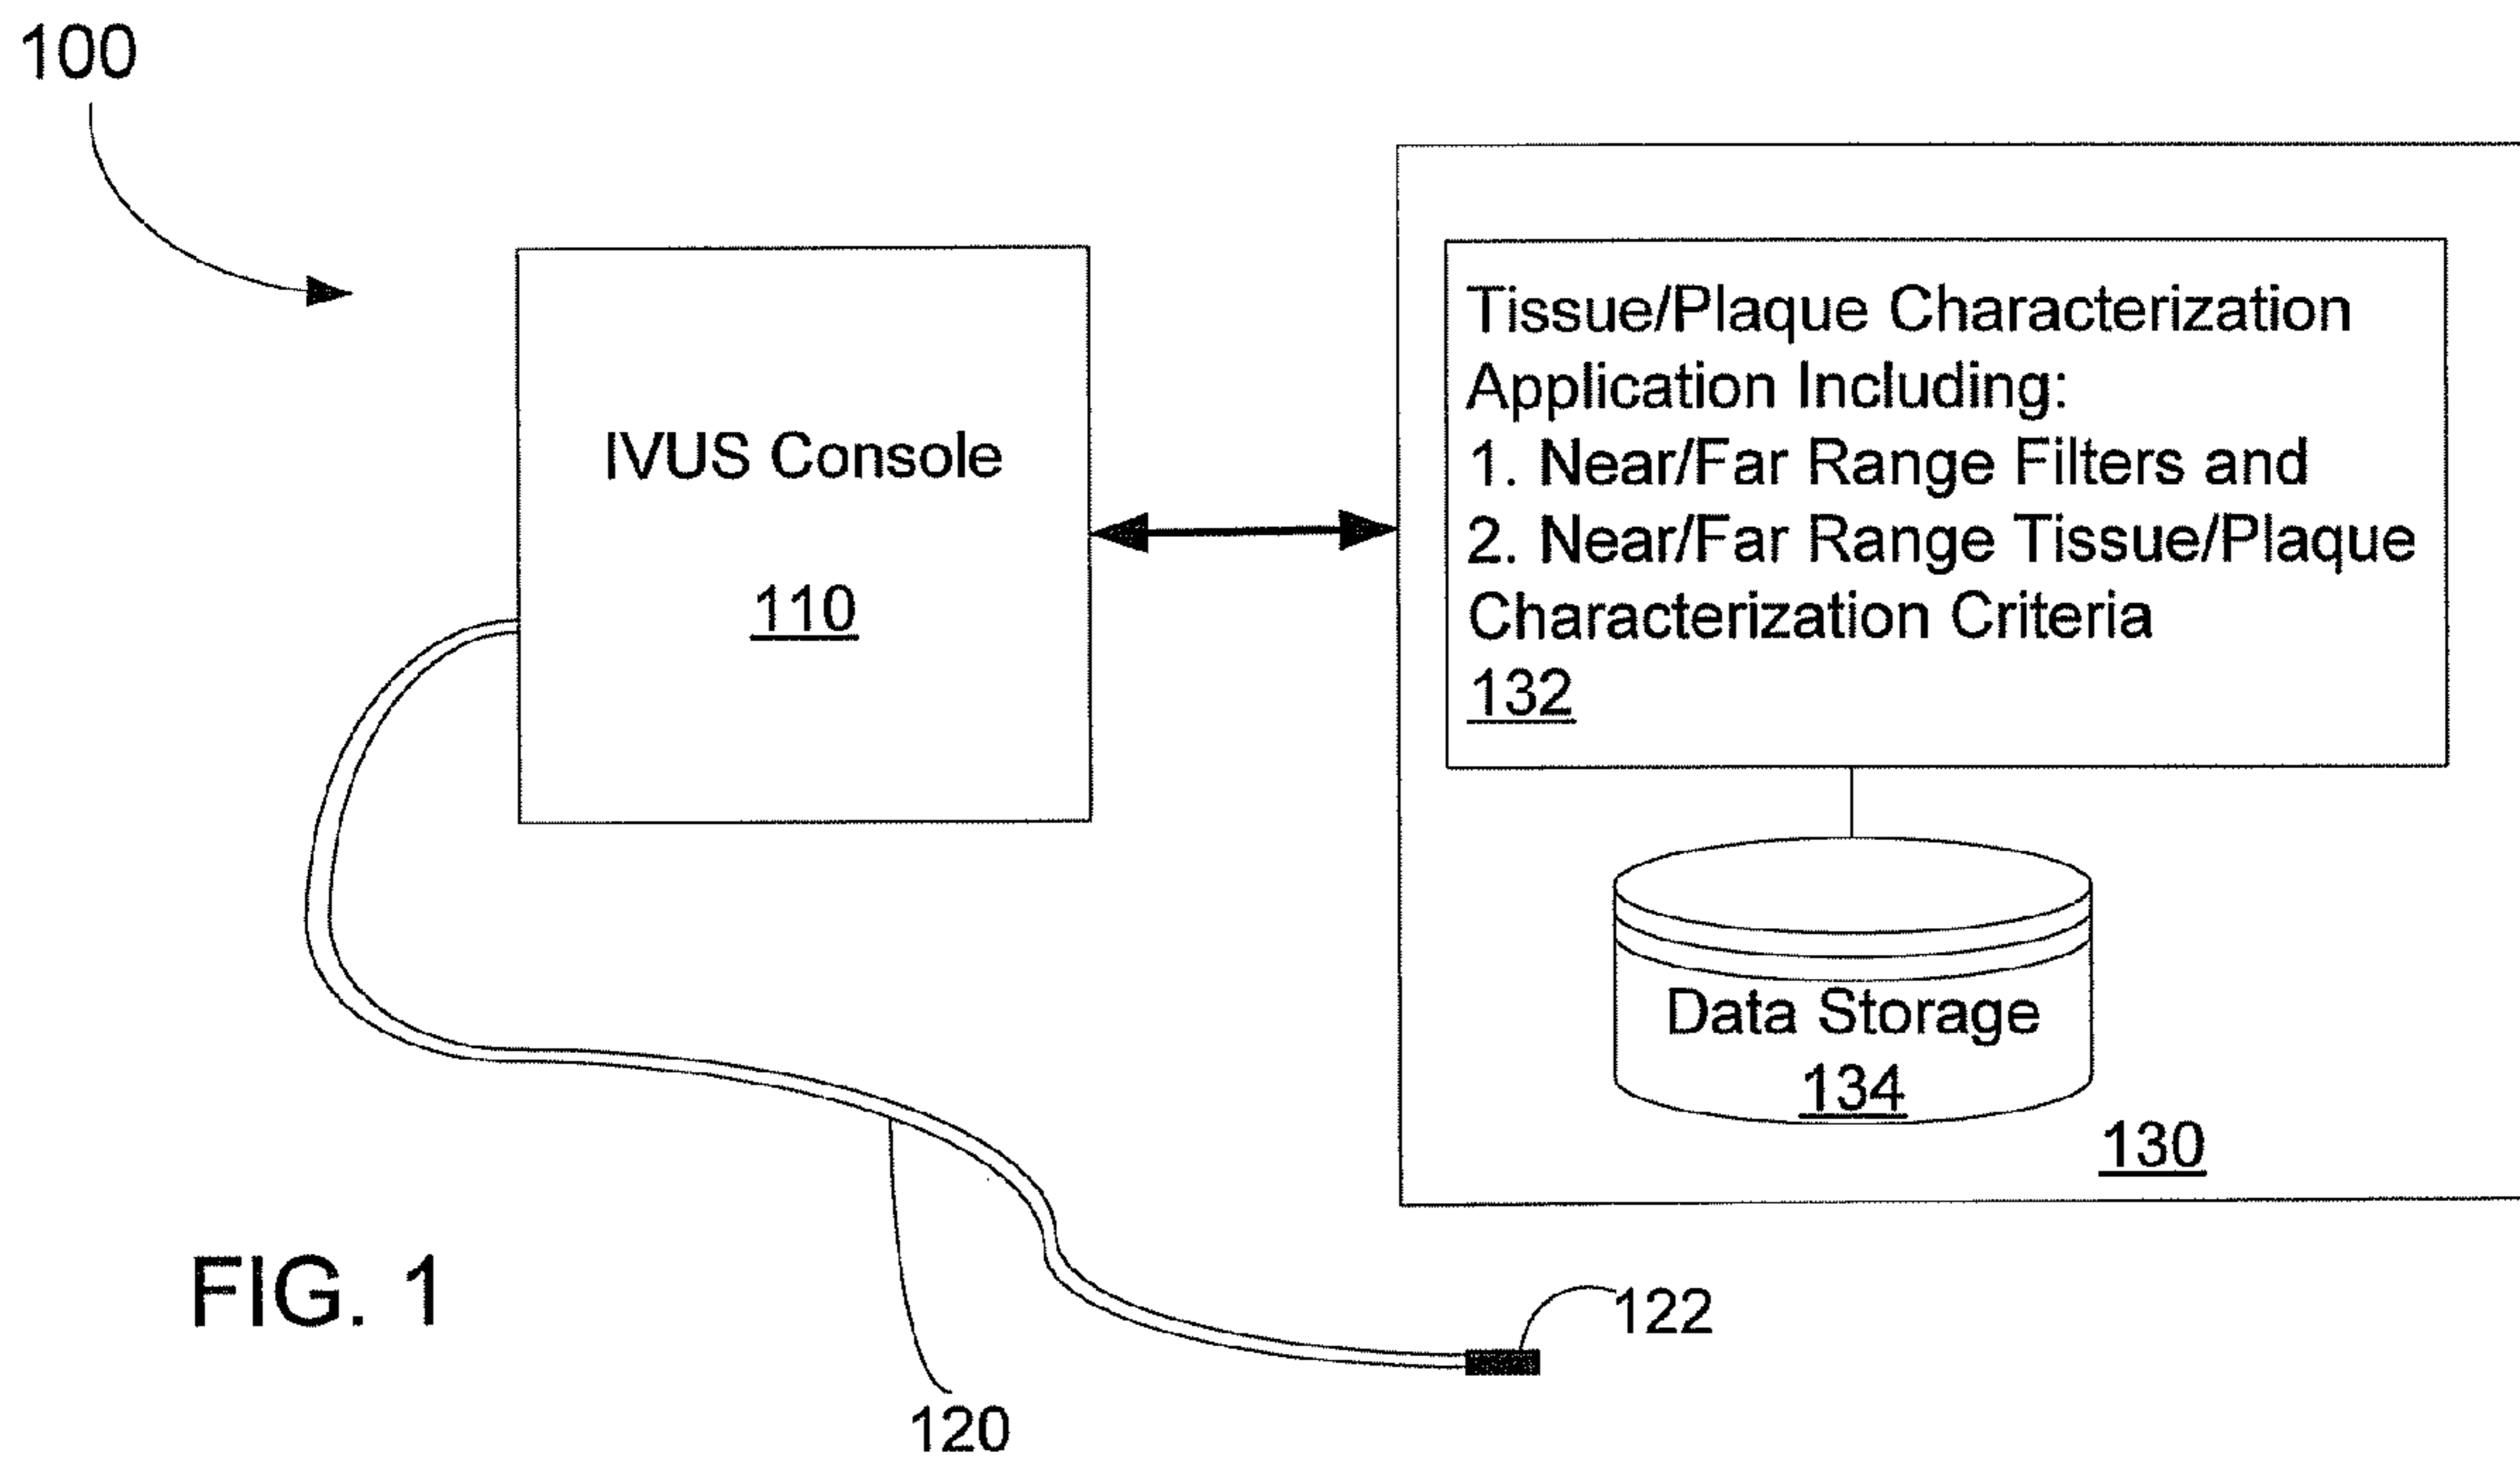 100
IVUS Console
110
Tissue/Plaque Characterization
Application Including:
1. Near/Far Range Filters and
2. Near/Far Range Tissue/Plaque
Characterization Criteria
132
Data Storage
134
130
FIG. 1
122
120